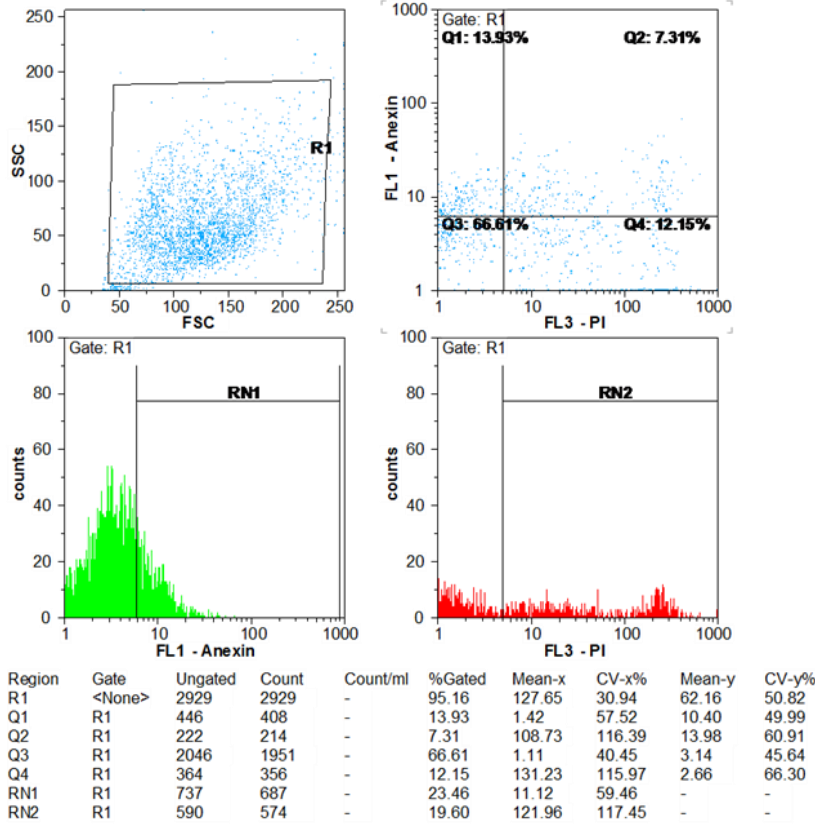 SSC
250
200
150
100
50
0
R1
0 50 100 150 200 250
FSC
FL1 - Anexin
1000
100
10
1
Gate: R1
Q1: 13.93% Q2: 7.31%
Q3: 66.61% Q4: 12.15%
1 10 100 1000
FL3 - PI
counts
100
80
60
40
20
0
Gate: R1
RN1
1 10 100 1000
FL1 - Anexin
counts
100
80
60
40
20
0
Gate: R1
RN2
1 10 100 1000
FL3 - PI
Region Gate Ungated Count Count/ml %Gated Mean-x CV-x% Mean-y CV-y%
R1 <None> 2929 2929 - 95.16 127.65 30.94 62.16 50.82
Q1 R1 446 408 - 13.93 1.42 57.52 10.40 49.99
Q2 R1 222 214 - 7.31 108.73 116.39 13.98 60.91
Q3 R1 2046 1951 - 66.61 1.11 40.45 3.14 45.64
Q4 R1 364 356 - 12.15 131.23 115.97 2.66 66.30
RN1 R1 737 687 - 23.46 11.12 59.46 - -
RN2 R1 590 574 - 19.60 121.96 117.45 - -